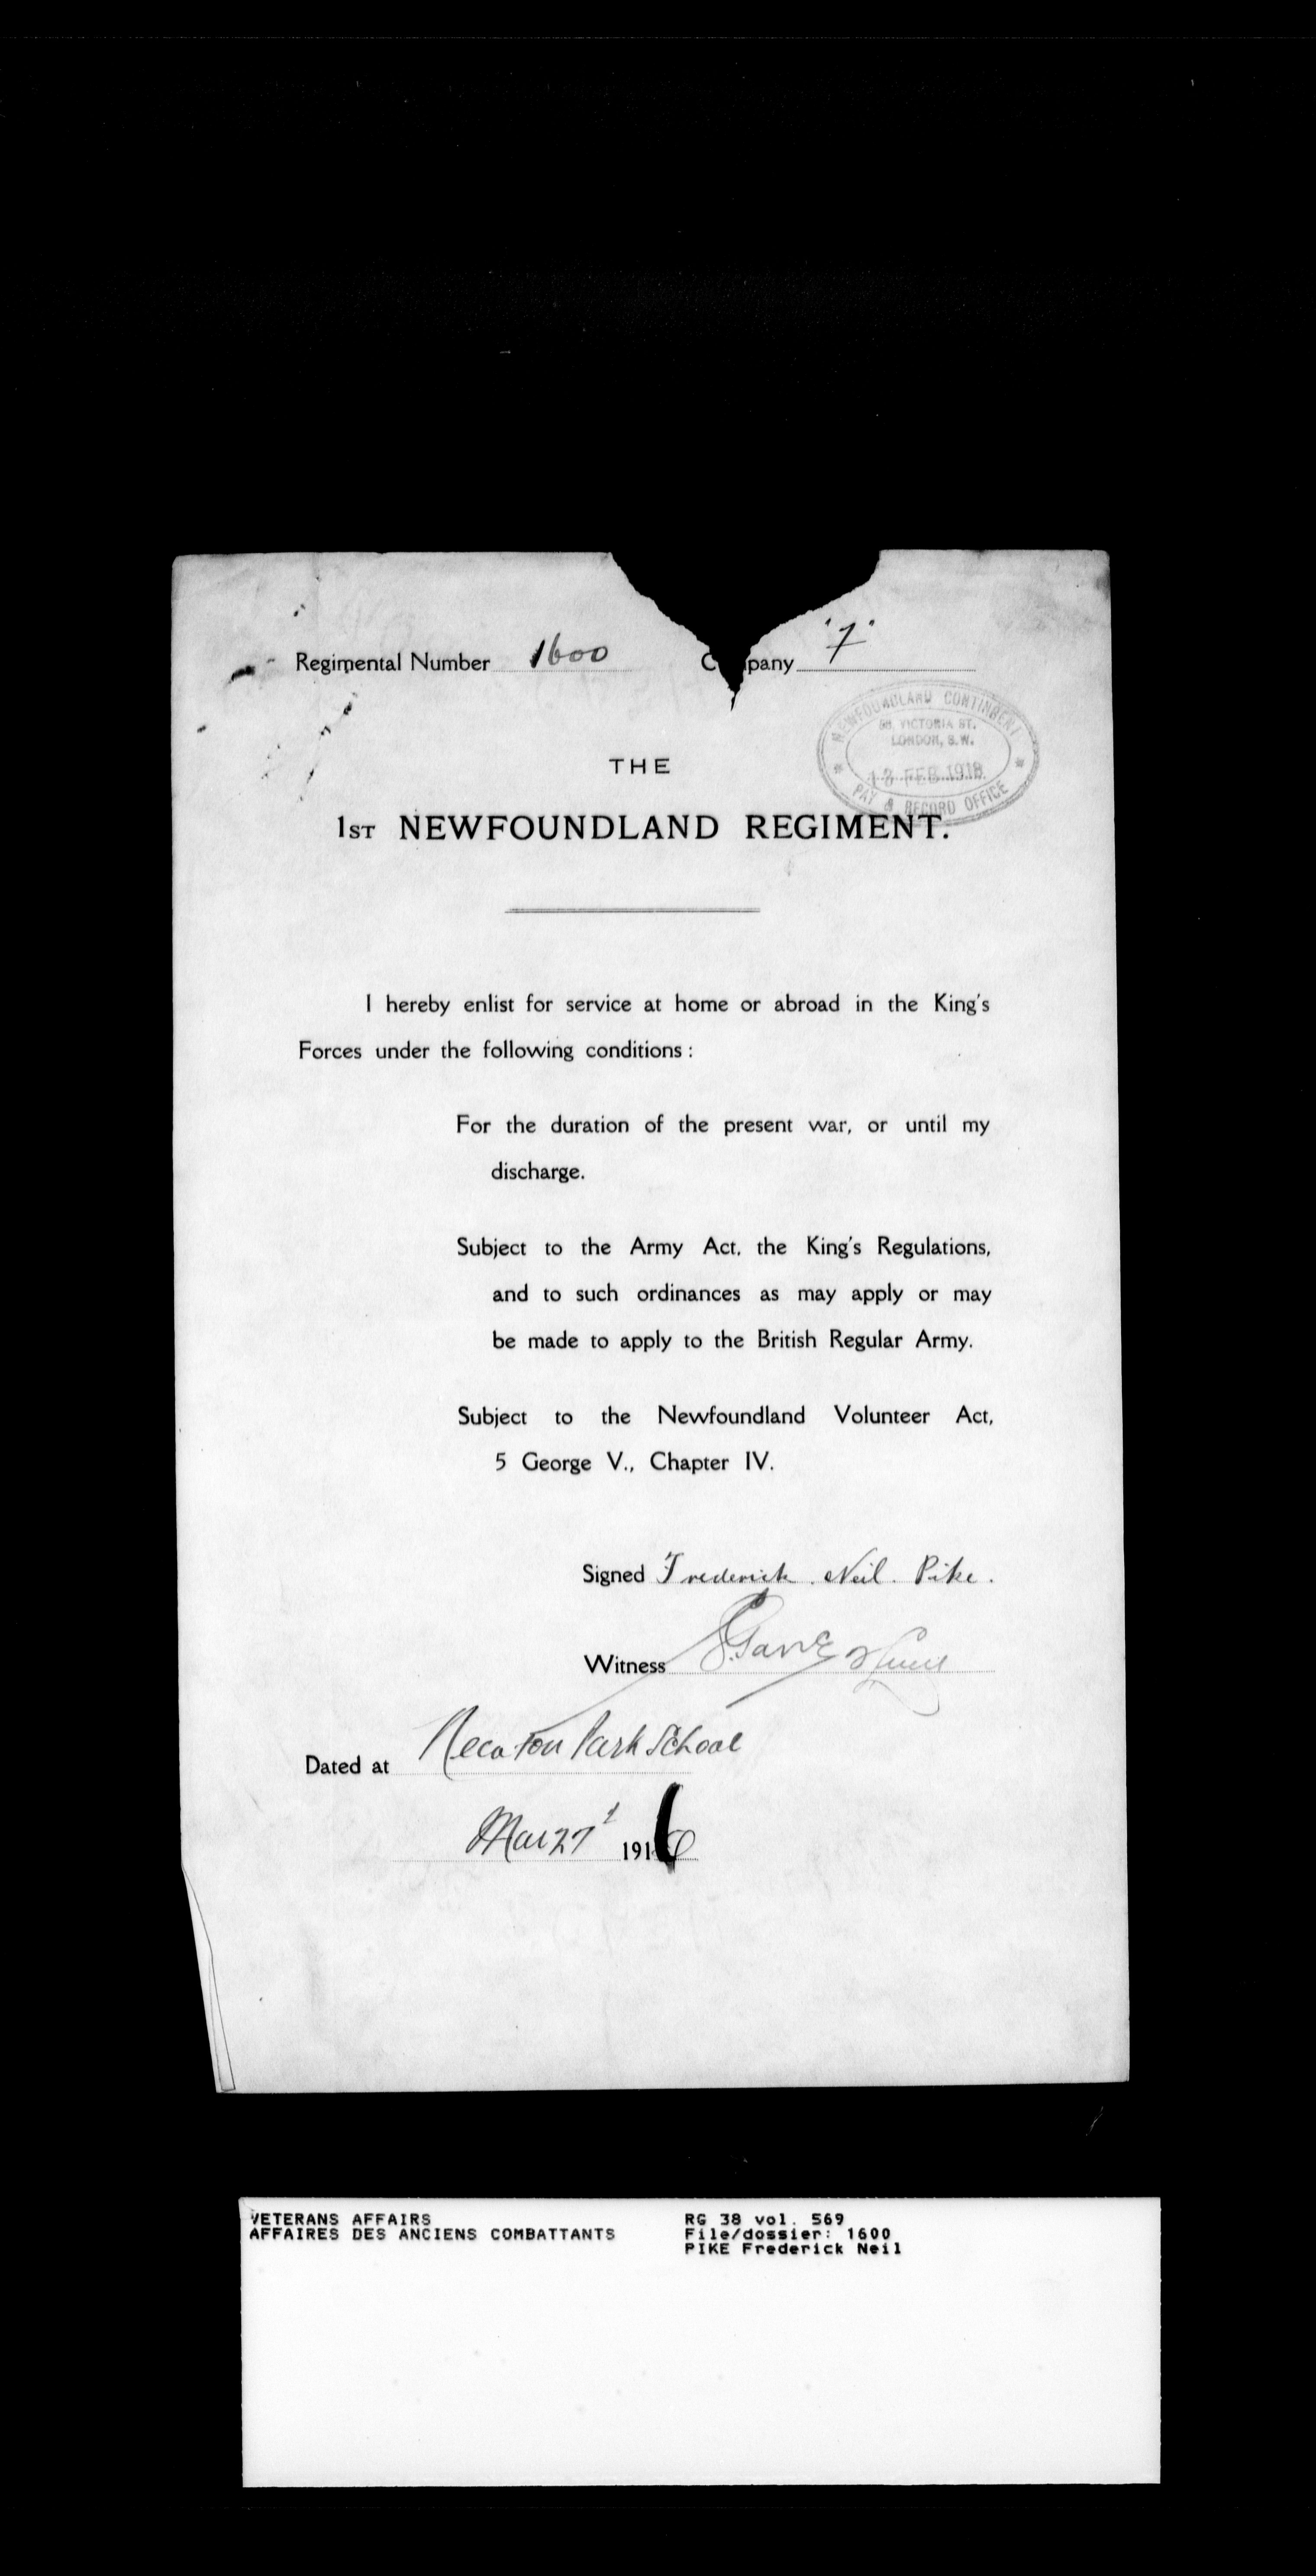 Regimental Number 1600 Company "7"
NEWFOUNDLAND CONTINGENT
58, VICTORIA ST.
LONDON, S.W.
FEB 1918
PAY & RECORD OFFICE
THE
1ST NEWFOUNDLAND REGIMENT.
I hereby enlist for service at home or abroad in the King's
Forces under the following conditions:
For the duration of the present war, or until my
discharge.
Subject to the Army Act, the King's Regulations,
and to such ordinances as may apply or may
be made to apply to the British Regular Army.
Subject to the Newfoundland Volunteer Act,
5 George V., Chapter IV.
Signed Frederick Neil Pike.
Witness
Dated at Park School
Mar 27 1916
VETERANS AFFAIRS RG 38 vol. 569
AFFAIRES DES ANCIENS COMBATTANTS File/dossier: 1600
PIKE Frederick Neil